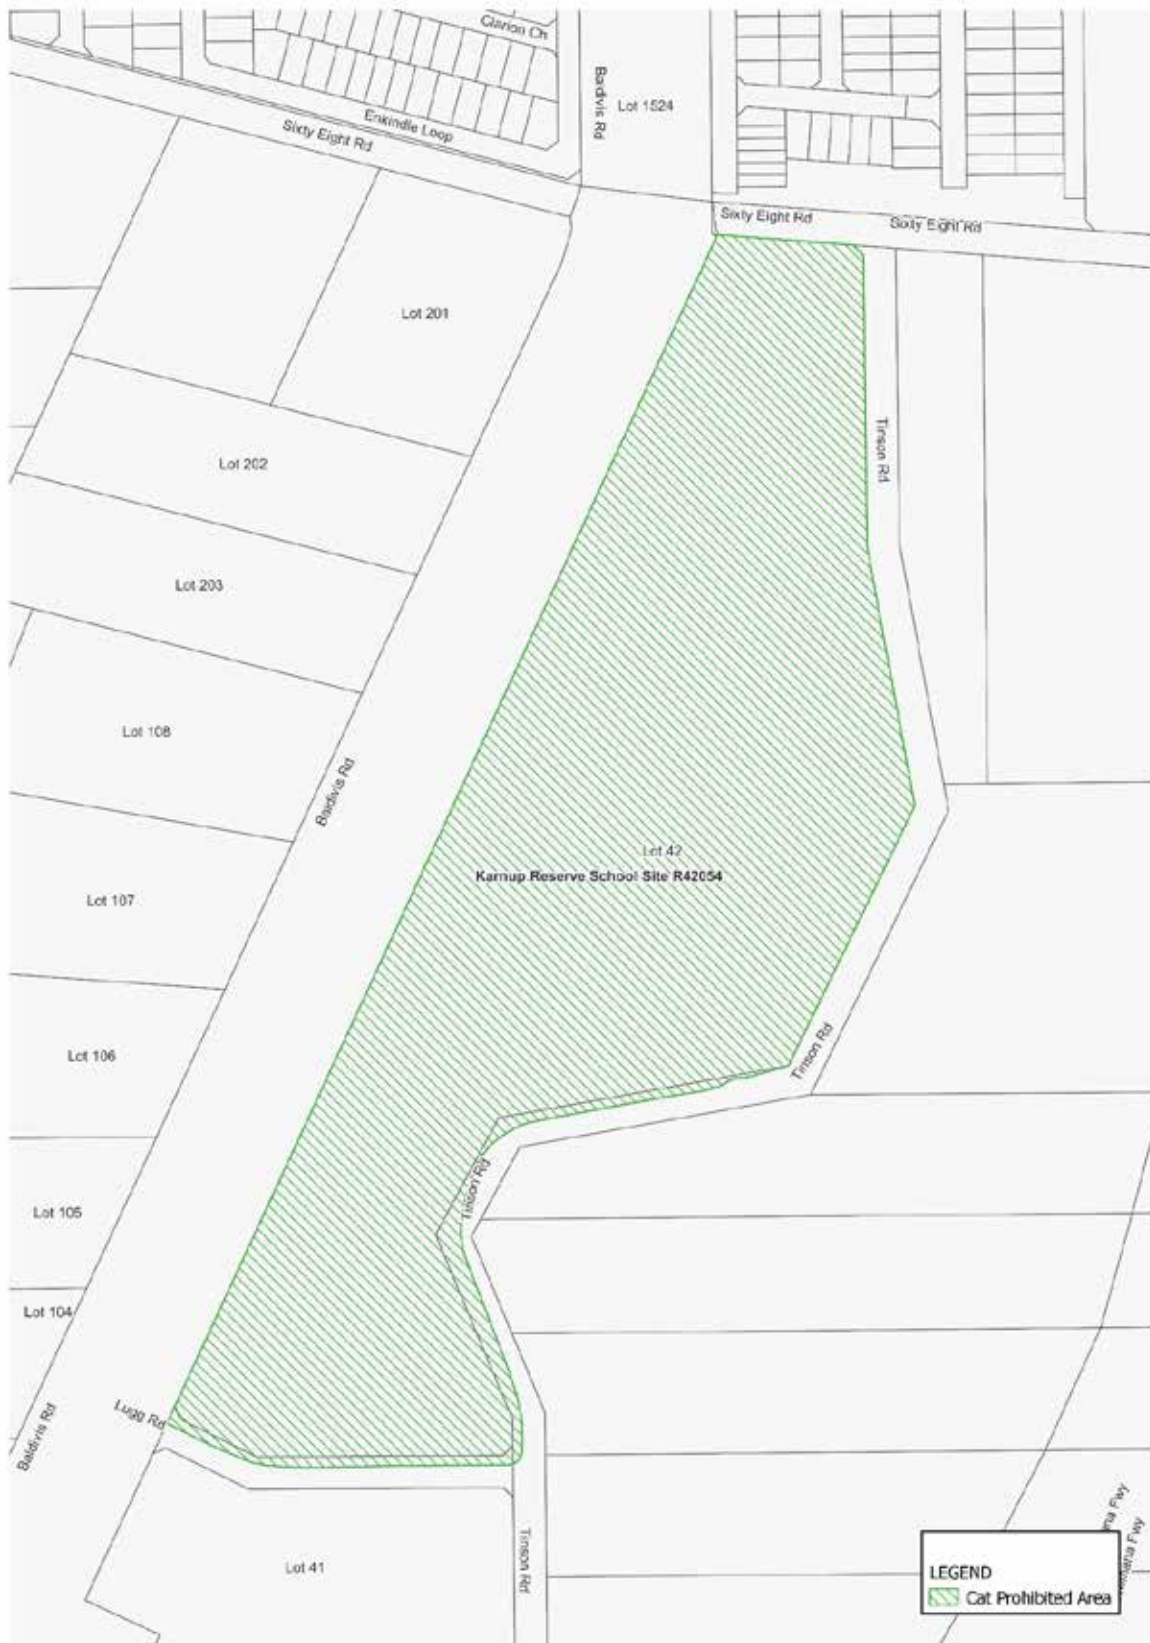 Clarion Ch
Baldivis Rd
Lot 1524
Enkindle Loop
Sixty Eight Rd
Sixty Eight Rd
Sixty Eight Rd
Lot 201
Tinson Rd
Lot 202
Lot 203
Lot 108
Baldivis Rd
Lot 42
Karnup Reserve School Site R42054
Lot 107
Tinson Rd
Lot 106
Tinson Rd
Lot 105
Lot 104
Lugg Rd
Baldivis Rd
Tinson Rd
Lot 41
na Fwy
Fwy
LEGEND
Cat Prohibited Area